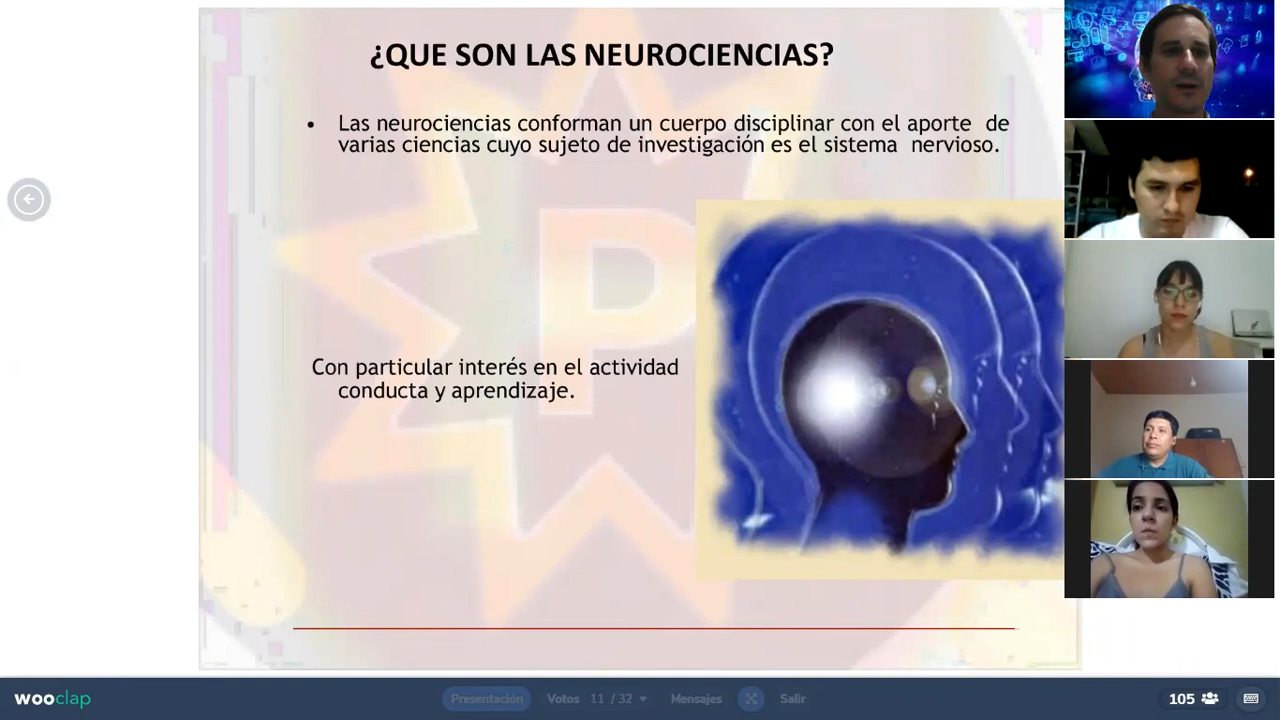 ¿QUE SON LAS NEUROCIENCIAS?
• Las neurociencias conforman un cuerpo disciplinar con el aporte de
varias ciencias cuyo sujeto de investigación es el sistema nervioso.
P
Con particular interés en el actividad
conducta y aprendizaje.
wooclap
Presentación Votos 11 / 32 Mensajes Salir
105